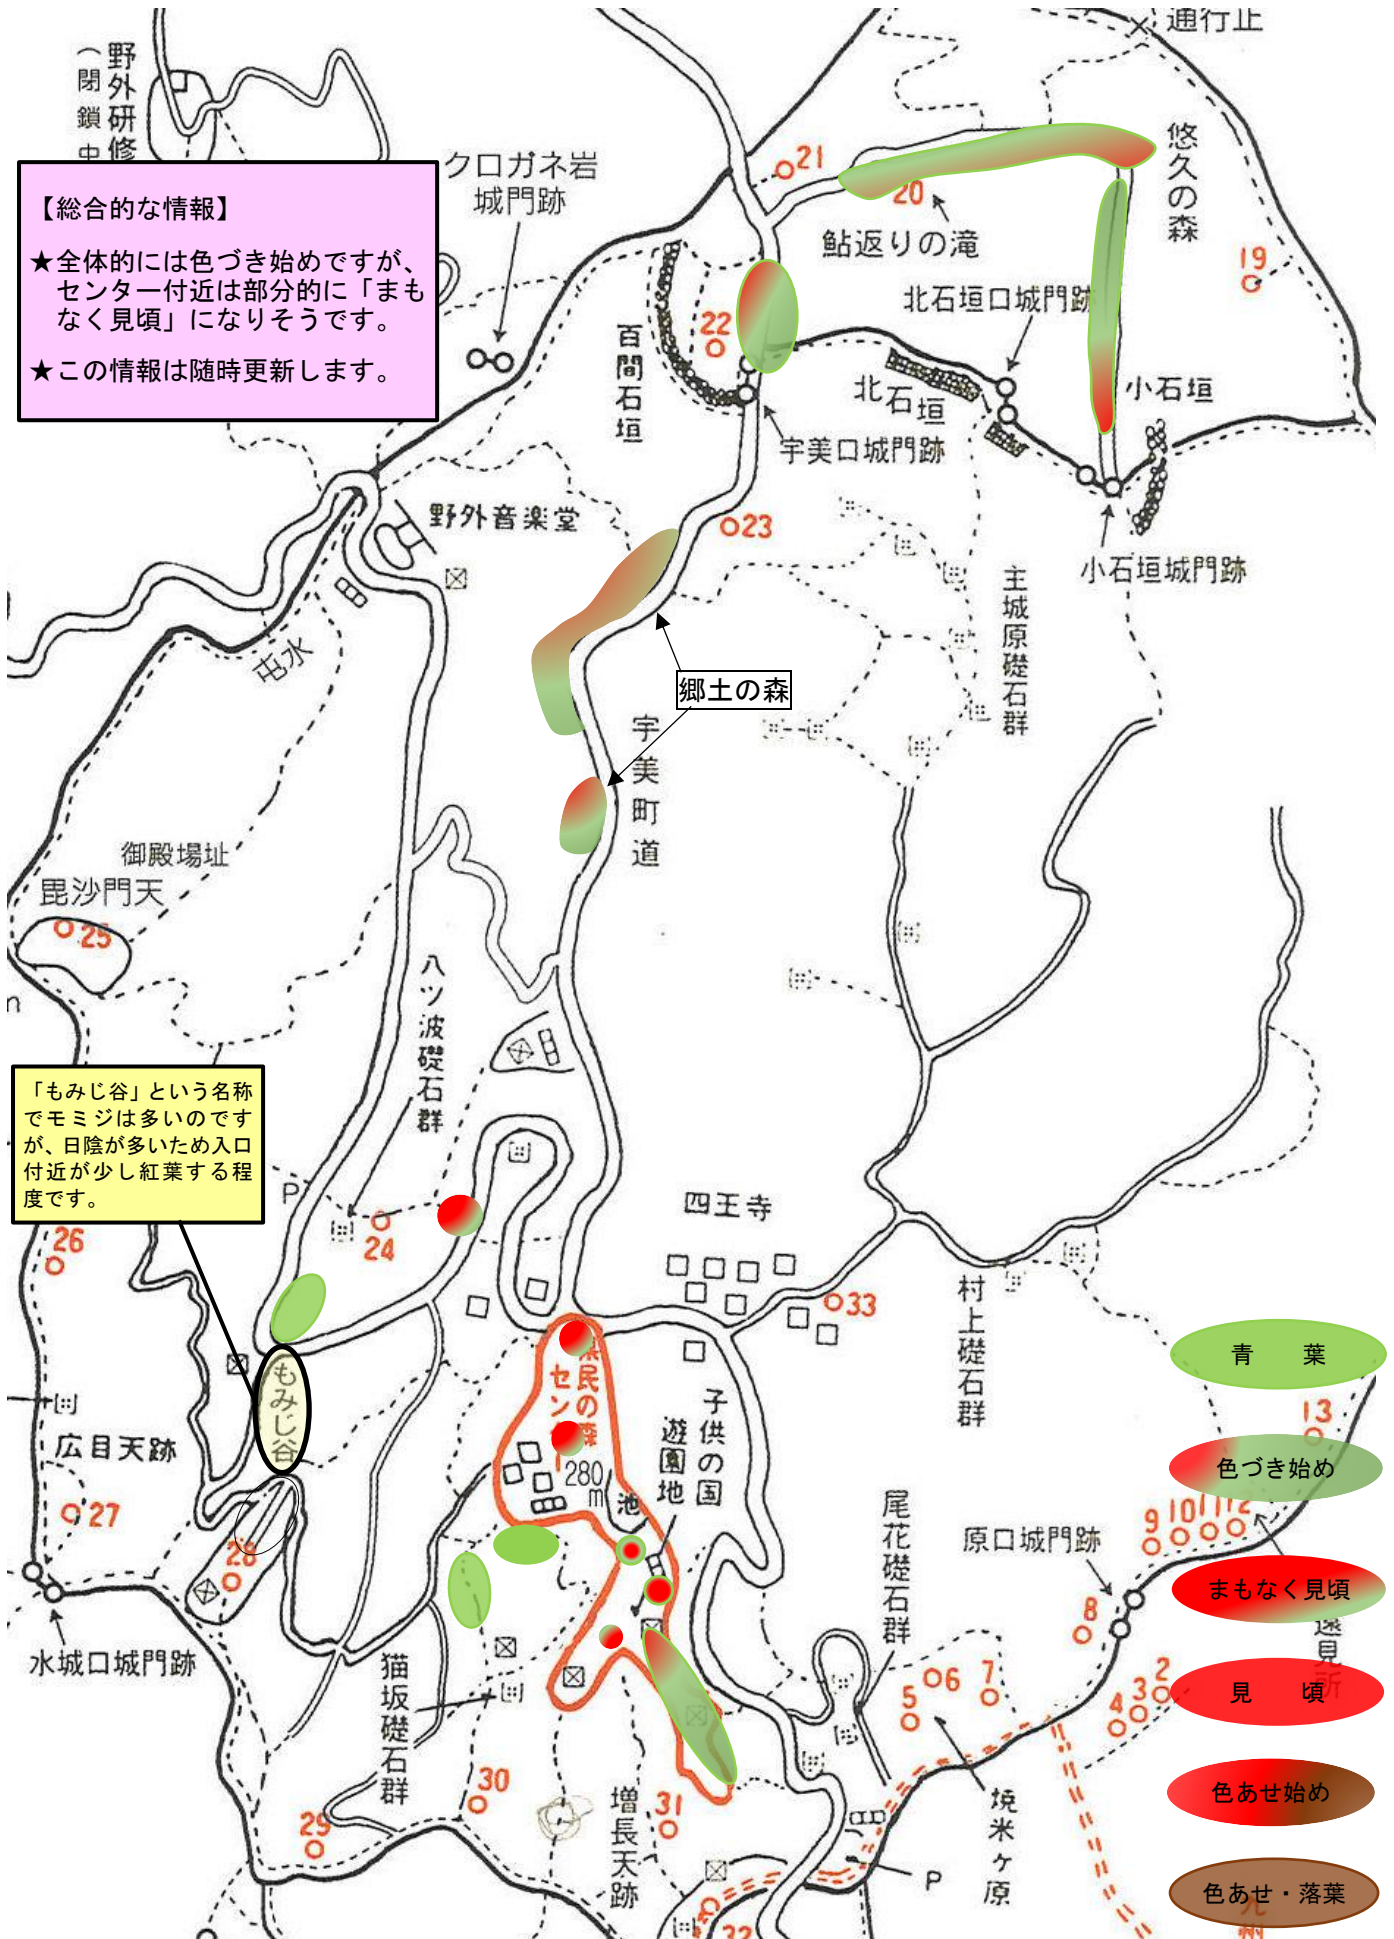 通行止
野外研修
(閉鎖中
【総合的な情報】
★全体的には色づき始めですが、
センター付近は部分的に「まも
なく見頃」になりそうです。
★この情報は随時更新します。
クロガネ岩
城門跡
21
20
鮎返りの滝
悠久の森
19
北石垣口城門跡
22
百間石垣
北石垣
小石垣
宇美口城門跡
野外音楽堂
23
小石垣城門跡
主城原礎石群
屯水
郷土の森
宇美町道
御殿場址
毘沙門天
25
八ツ波礎石群
「もみじ谷」という名称
でモミジは多いのです
が、日陰が多いため入口
付近が少し紅葉する程
度です。
P
24
四王寺
26
33
村上礎石群
もみじ谷
県民の森
セン
280
m
池
子供の国
遊園地
青　葉
13
広目天跡
色づき始め
27
28
尾花礎石群
原口城門跡
9
10
11
12
まもなく見頃
8
遠見所
水城口城門跡
猫坂礎石群
5
6
7
4
3
2
見　頃
30
29
増長天跡
31
焼米ヶ原
色あせ始め
P
32
色あせ・落葉
九州